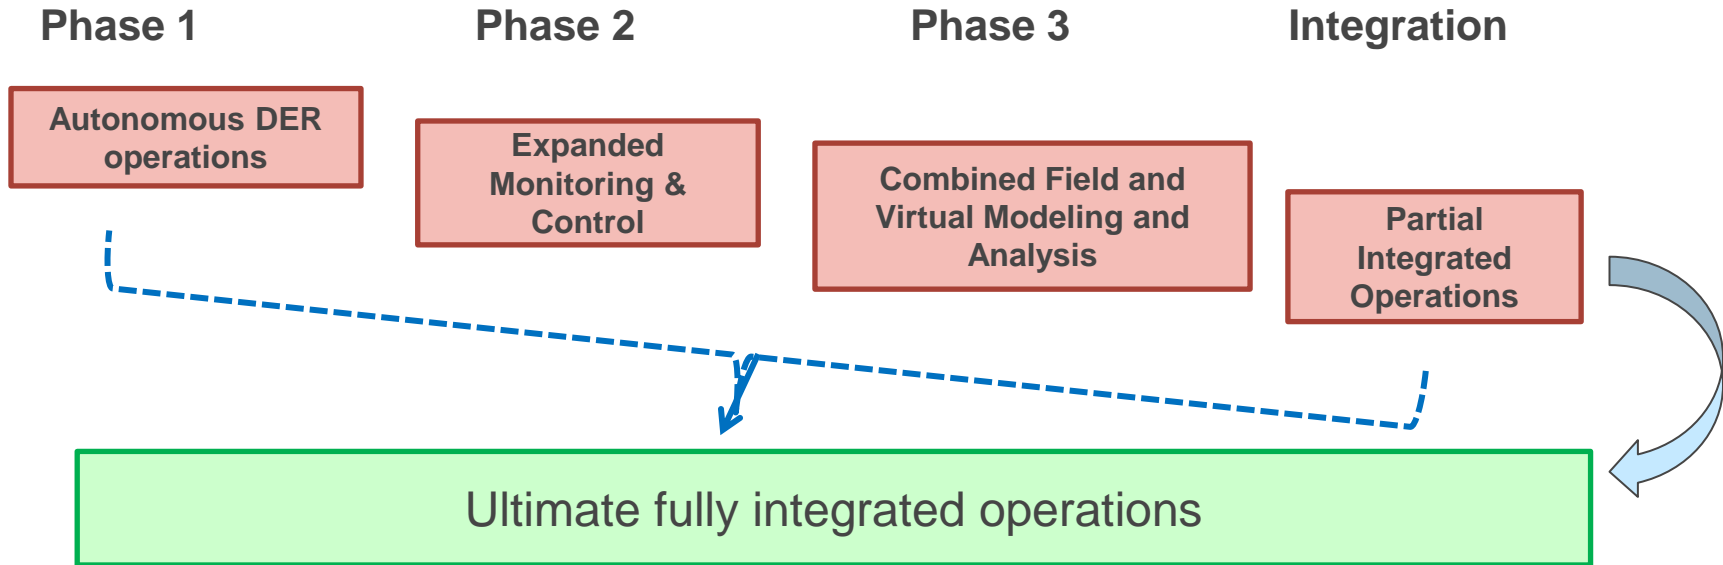 Phase 1
Phase 2
Phase 3
Integration
Autonomous DER
operations
Expanded
Monitoring &
Control
Combined Field and
Virtual Modeling and
Analysis
Partial
Integrated
Operations
Ultimate fully integrated operations